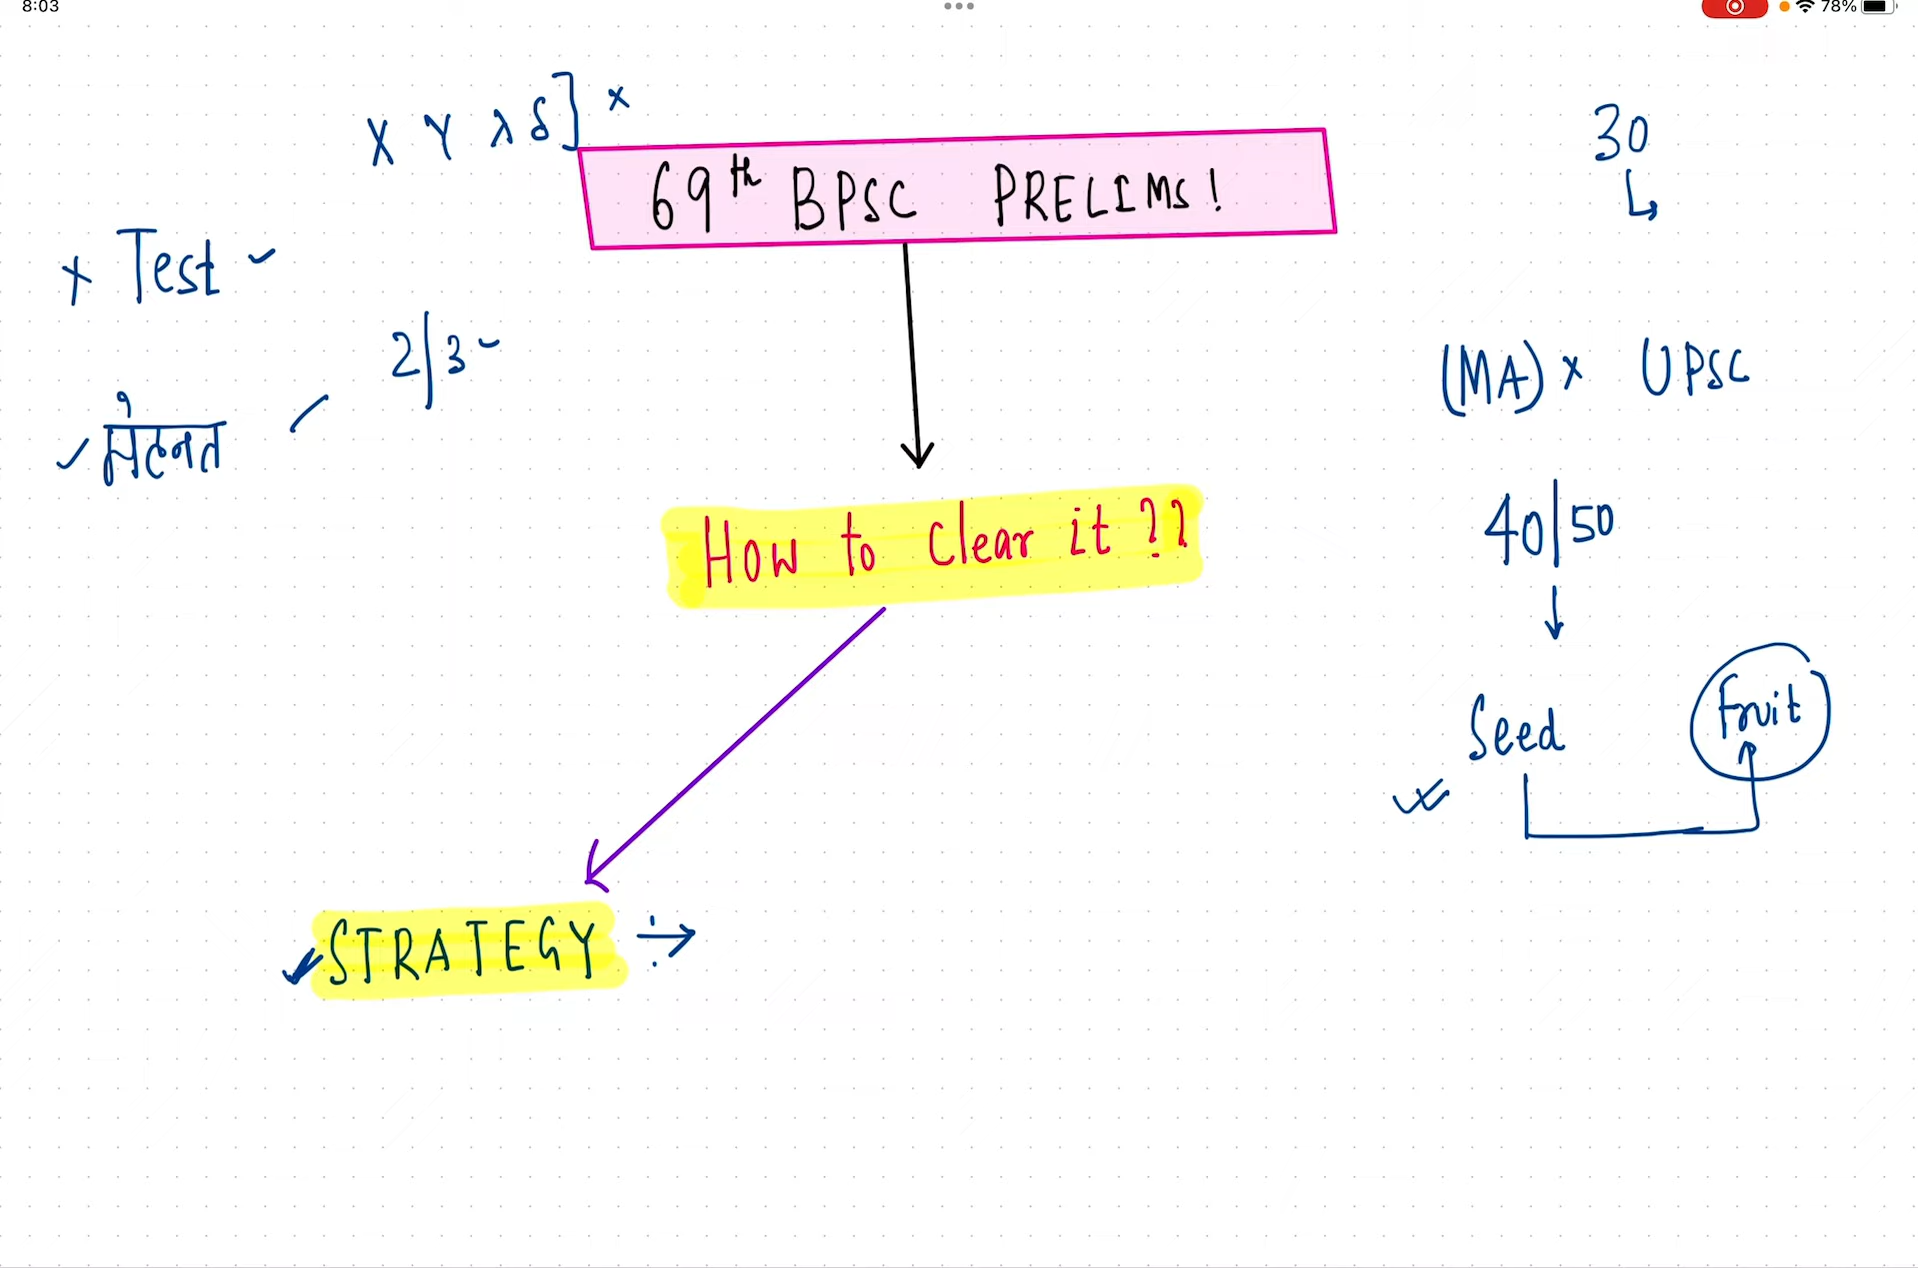 8:03
78%
X Y λ δ] x
69th BPSC PRELIMS!
30
x Test
2|3
मेहनत
(MA) x UPSC
40|50
How to clear it ??
Seed
Fruit
STRATEGY